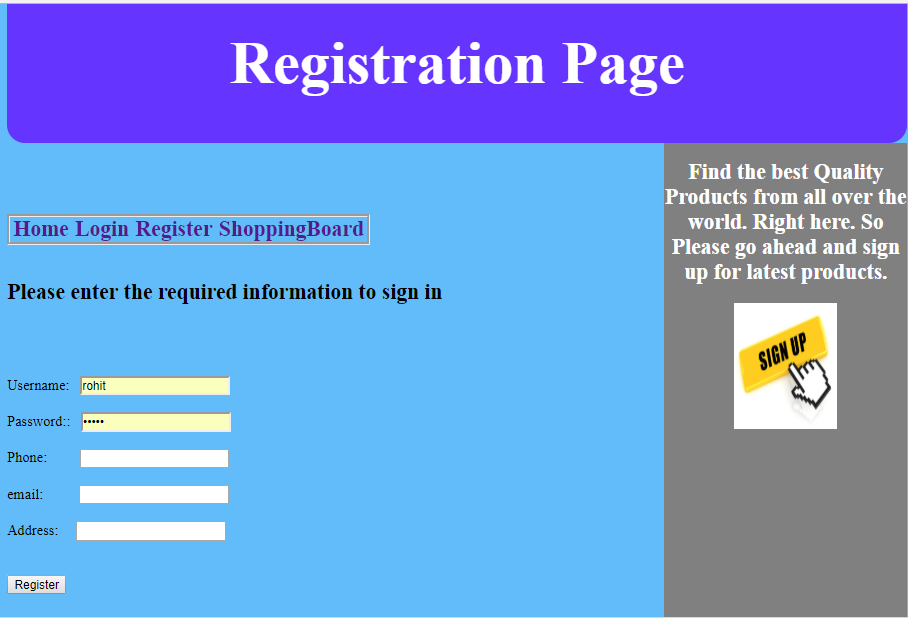 Registration Page
Home Login Register ShoppingBoard
Please enter the required information to sign in
Username: rohit
Password:: •••••
Phone:
email:
Address:
Register
Find the best Quality
Products from all over the
world. Right here. So
Please go ahead and sign
up for latest products.
SIGN UP